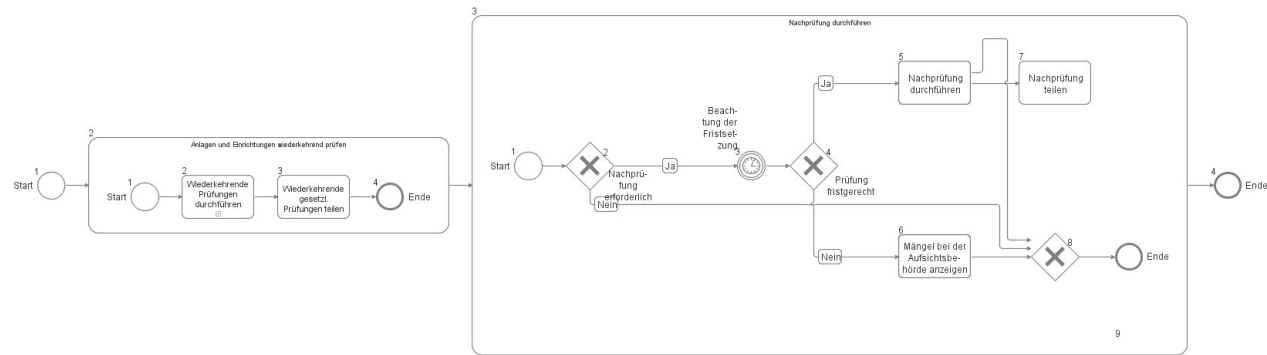 1
Start
2
Anlagen und Einrichtungen wiederkehrend prüfen
1
Start
2
Wiederkehrende
Prüfungen
durchführen
3
Wiederkehrende
gesetzl.
Prüfungen teilen
4
Ende
3
Nachprüfung durchführen
1
Start
2
Nachprü-
fung
erforderlich
Ja
Nein
Beach-
tung der
Fristset-
zung
3
4
Prüfung
fristgerecht
Ja
Nein
5
Nachprüfung
durchführen
7
Nachprüfung
teilen
6
Mängel bei der
Aufsichtsbe-
hörde anzeigen
8
Ende
9
4
Ende